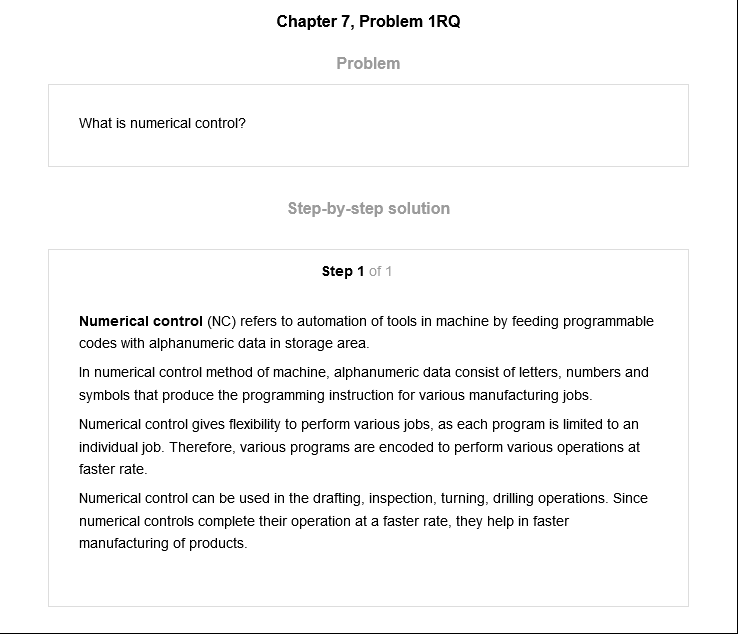 Chapter 7, Problem 1RQ
Problem
What is numerical control?
Step-by-step solution
Step 1 of 1
Numerical control (NC) refers to automation of tools in machine by feeding programmable
codes with alphanumeric data in storage area.
In numerical control method of machine, alphanumeric data consist of letters, numbers and
symbols that produce the programming instruction for various manufacturing jobs.
Numerical control gives flexibility to perform various jobs, as each program is limited to an
individual job. Therefore, various programs are encoded to perform various operations at
faster rate.
Numerical control can be used in the drafting, inspection, turning, drilling operations. Since
numerical controls complete their operation at a faster rate, they help in faster
manufacturing of products.